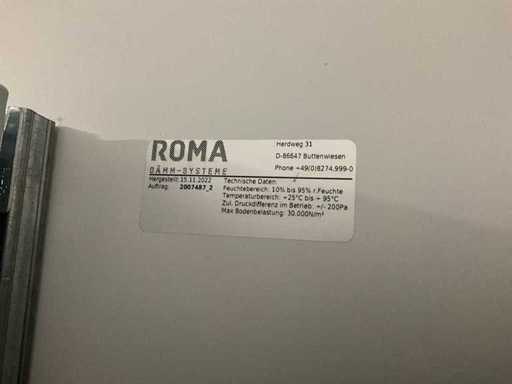 ROMA
DÄMM-SYSTEME
Herdweg 31
D-86647 Buttenwiesen
Phone +49(0)8274.999-0
Hergestellt: 15.11.2022
Auftrag: 2007487_2
Technische Daten:
Feuchtebereich: 10% bis 95% r.Feuchte
Temperaturbereich: +25°C bis + 95°C
Zul. Druckdifferenz im Betrieb: +/- 200Pa
Max Bodenbelastung: 30.000N/m²